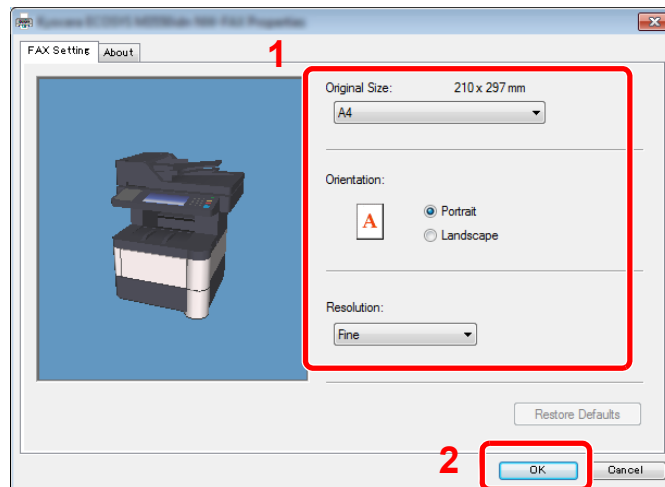 FAX Setting About
1
Original Size: 210 x 297 mm
A4
Orientation:
A
Portrait
Landscape
Resolution:
Fine
Restore Defaults
2
OK Cancel